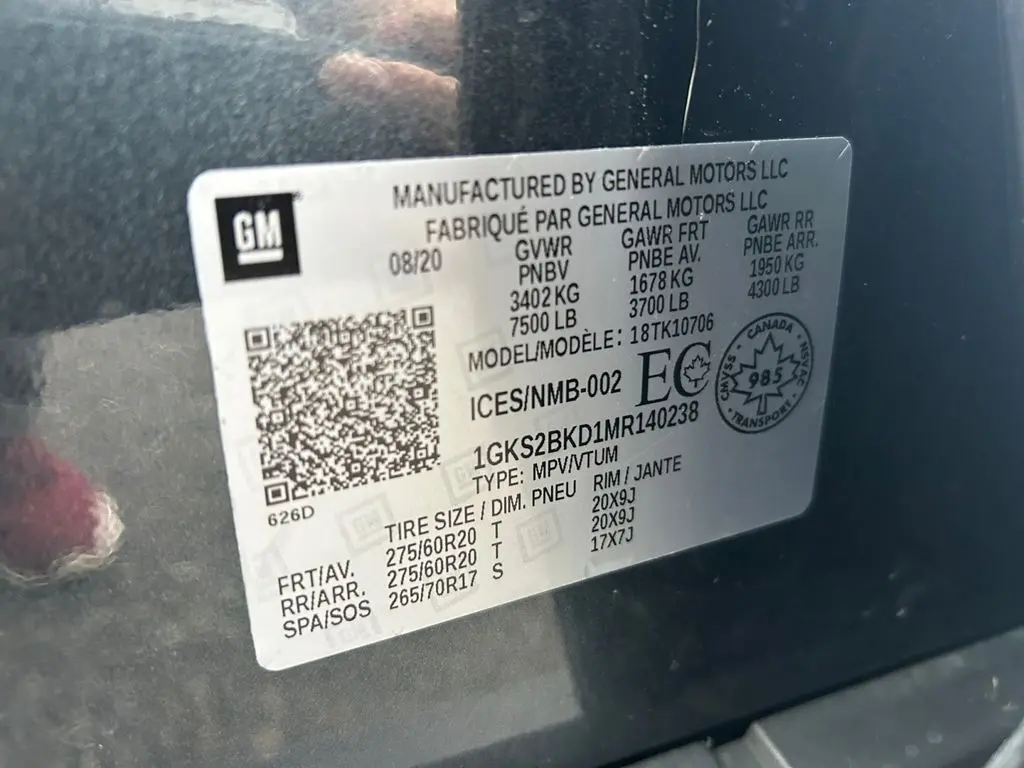 GM
MANUFACTURED BY GENERAL MOTORS LLC
FABRIQUÉ PAR GENERAL MOTORS LLC
08/20
GVWR
PNBV
3402 KG
7500 LB
GAWR FRT
PNBE AV.
1678 KG
3700 LB
GAWR RR
PNBE ARR.
1950 KG
4300 LB
MODEL/MODÈLE: 18TK10706
ICES/NMB-002
EC
CANADA
CMVSS
NSVAC
985
TRANSPORT
1GKS2BKD1MR140238
TYPE: MPV/VTUM
626D
TIRE SIZE / DIM. PNEU RIM / JANTE
FRT/AV. 275/60R20 T 20X9J
RR/ARR. 275/60R20 T 20X9J
SPA/SOS 265/70R17 S 17X7J